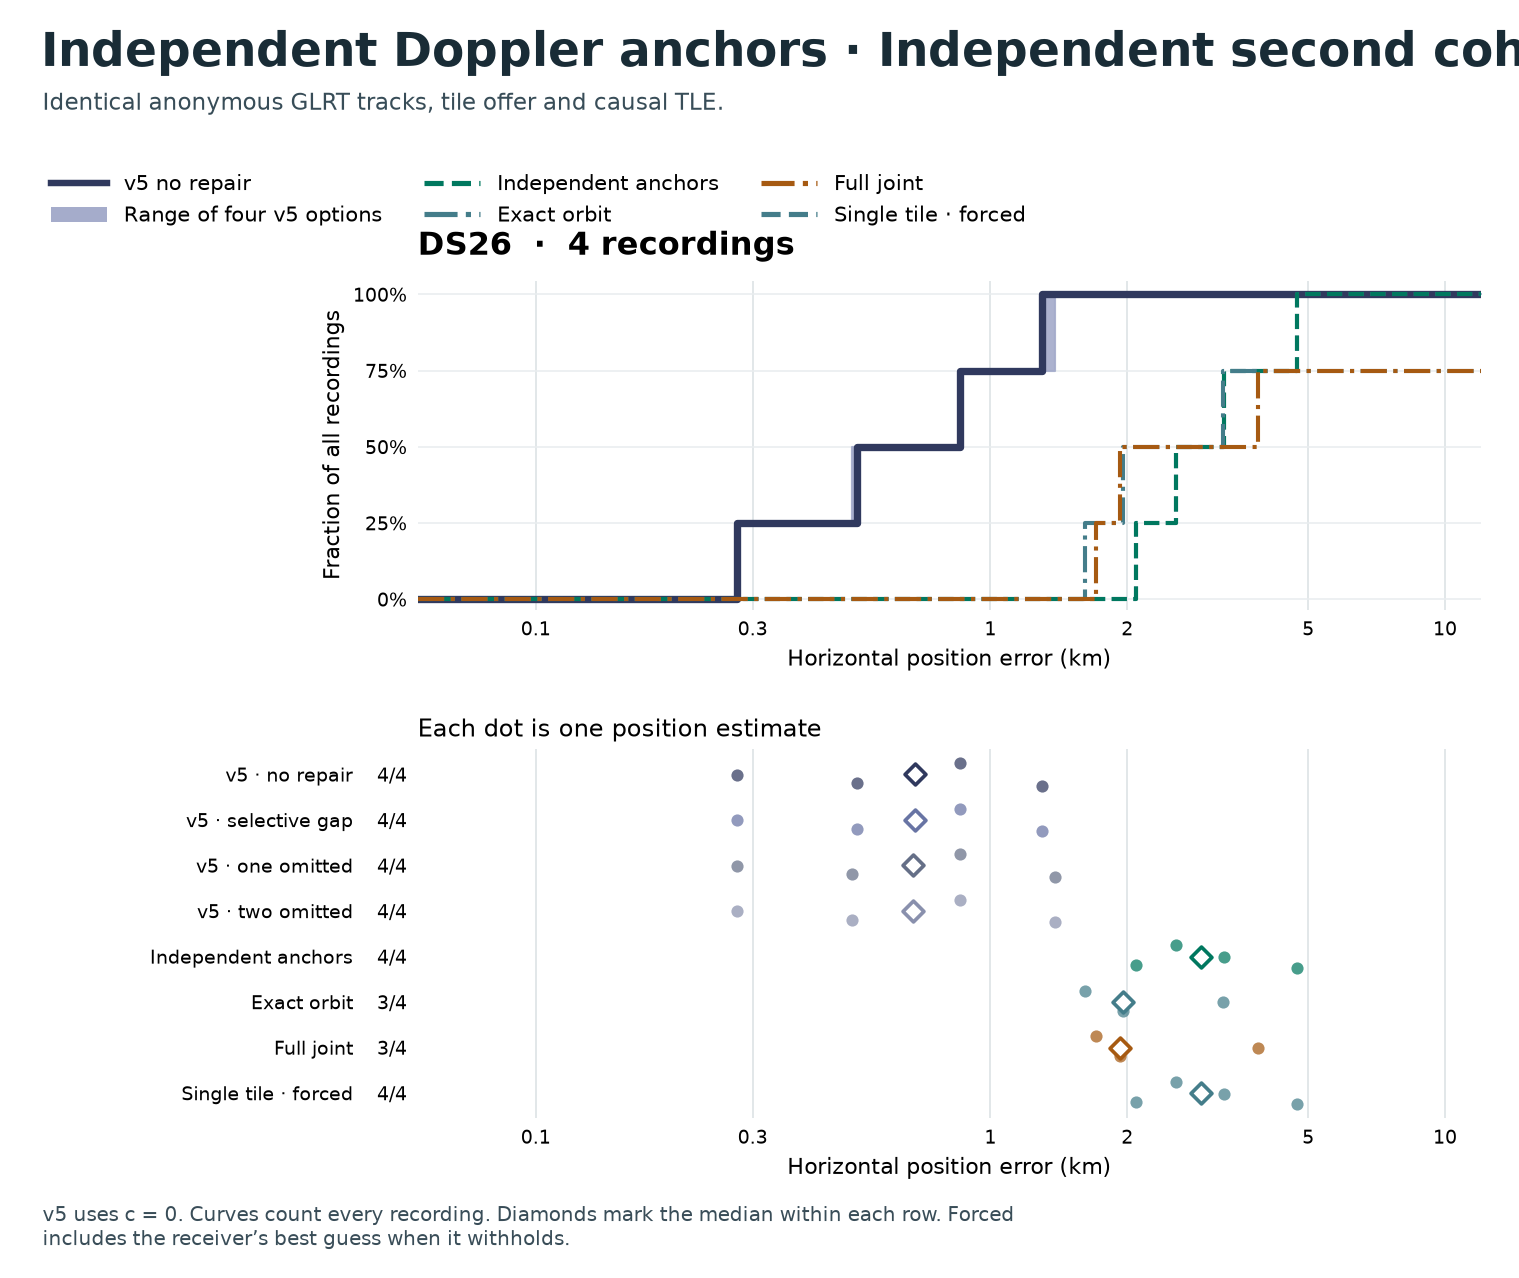 Independent Doppler anchors · Independent second coh
Identical anonymous GLRT tracks, tile offer and causal TLE.
v5 no repair
Independent anchors
Full joint
Range of four v5 options
Exact orbit
Single tile · forced
DS26 · 4 recordings
Fraction of all recordings
100%
75%
50%
25%
0%
0.1
0.3
1
2
5
10
Horizontal position error (km)
Each dot is one position estimate
v5 · no repair 4/4
v5 · selective gap 4/4
v5 · one omitted 4/4
v5 · two omitted 4/4
Independent anchors 4/4
Exact orbit 3/4
Full joint 3/4
Single tile · forced 4/4
0.1
0.3
1
2
5
10
Horizontal position error (km)
v5 uses c = 0. Curves count every recording. Diamonds mark the median within each row. Forced
includes the receiver’s best guess when it withholds.